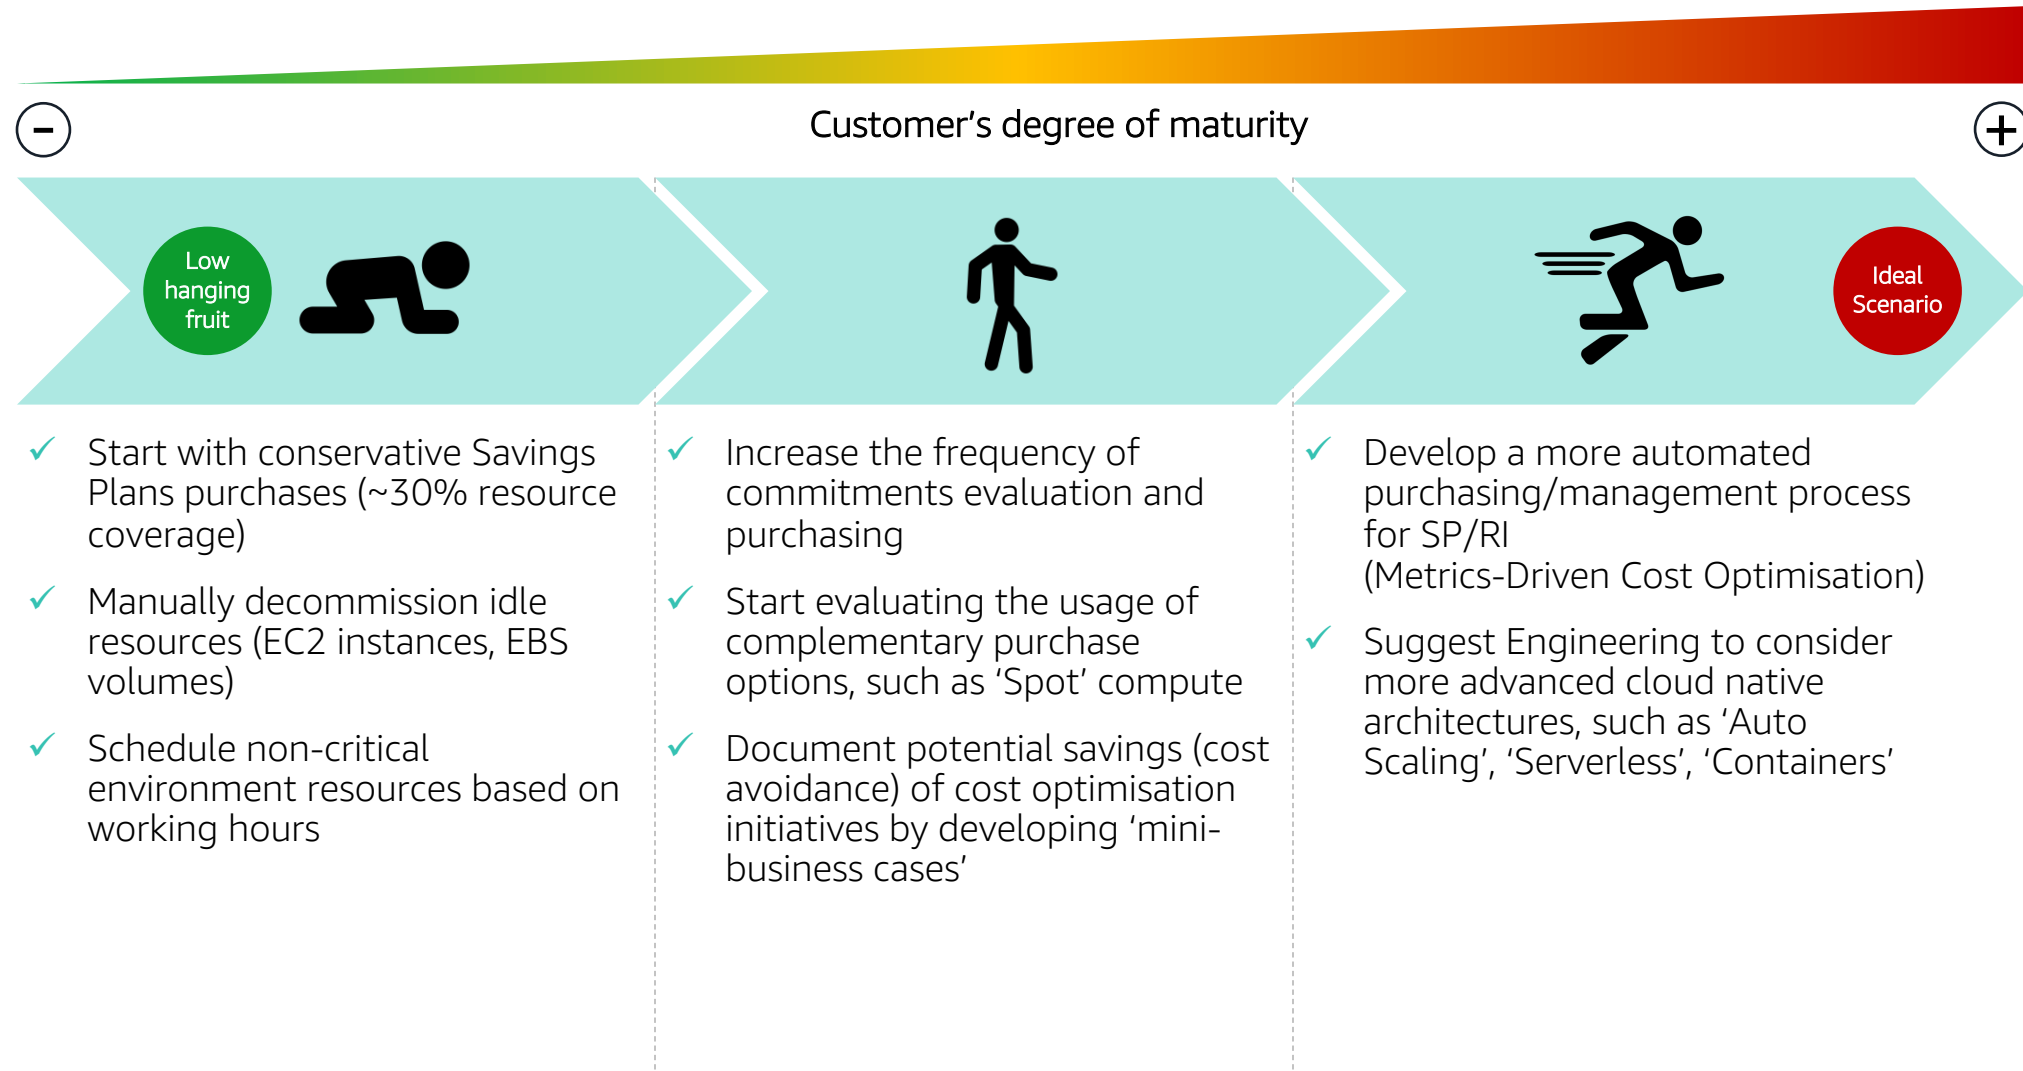 Customer’s degree of maturity
Low
hanging
fruit
Ideal
Scenario
Start with conservative Savings
Plans purchases (~30% resource
coverage)
Manually decommission idle
resources (EC2 instances, EBS
volumes)
Schedule non-critical
environment resources based on
working hours
Increase the frequency of
commitments evaluation and
purchasing
Start evaluating the usage of
complementary purchase
options, such as ‘Spot’ compute
Document potential savings (cost
avoidance) of cost optimisation
initiatives by developing ‘mini-
business cases’
Develop a more automated
purchasing/management process
for SP/RI
(Metrics-Driven Cost Optimisation)
Suggest Engineering to consider
more advanced cloud native
architectures, such as ‘Auto
Scaling’, ‘Serverless’, ‘Containers’